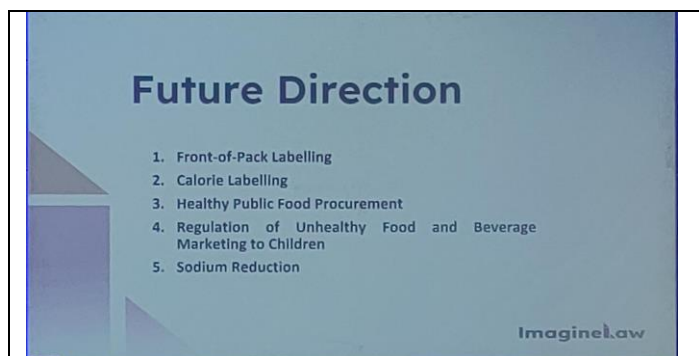 Future Direction
1. Front-of-Pack Labelling
2. Calorie Labelling
3. Healthy Public Food Procurement
4. Regulation of Unhealthy Food and Beverage
Marketing to Children
5. Sodium Reduction
ImagineLaw